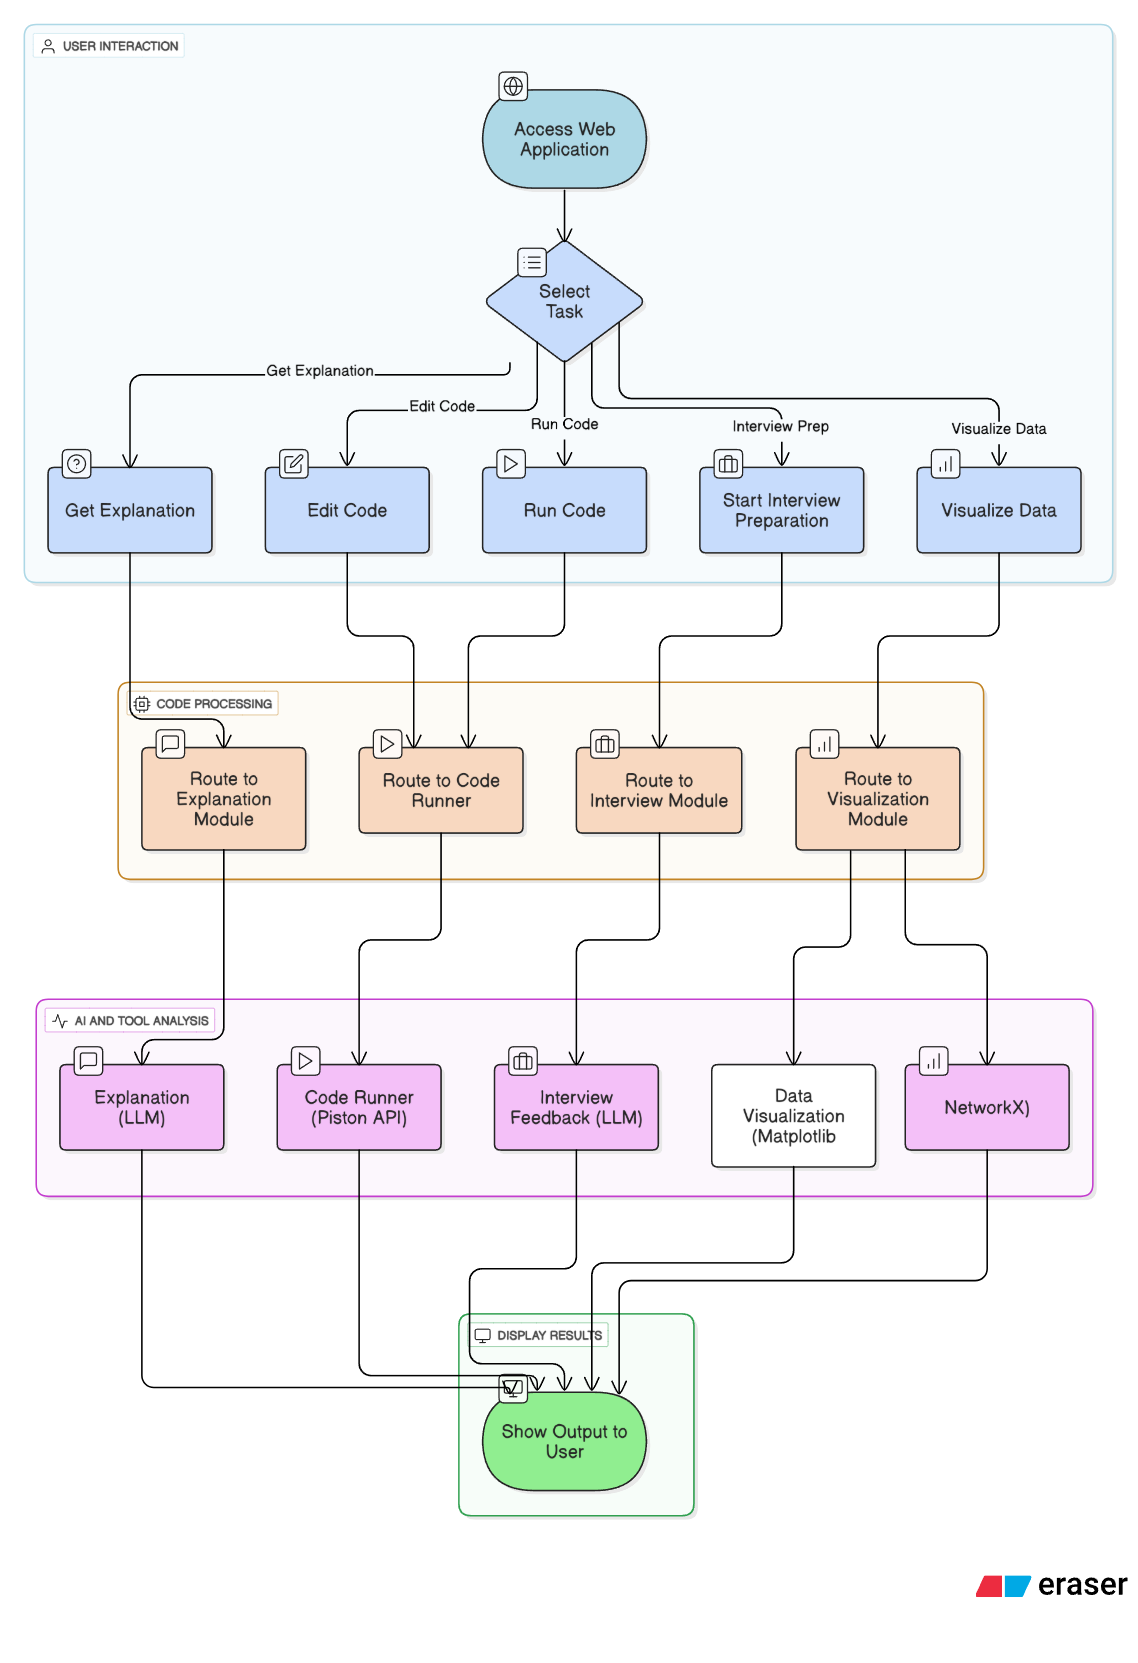 USER INTERACTION
Access Web
Application
Select
Task
Get Explanation
Edit Code
Run Code
Interview Prep
Visualize Data
Get Explanation
Edit Code
Run Code
Start Interview
Preparation
Visualize Data
CODE PROCESSING
Route to
Explanation
Module
Route to Code
Runner
Route to
Interview Module
Route to
Visualization
Module
AI AND TOOL ANALYSIS
Explanation
(LLM)
Code Runner
(Piston API)
Interview
Feedback (LLM)
Data
Visualization
(Matplotlib
NetworkX)
DISPLAY RESULTS
Show Output to
User
eraser